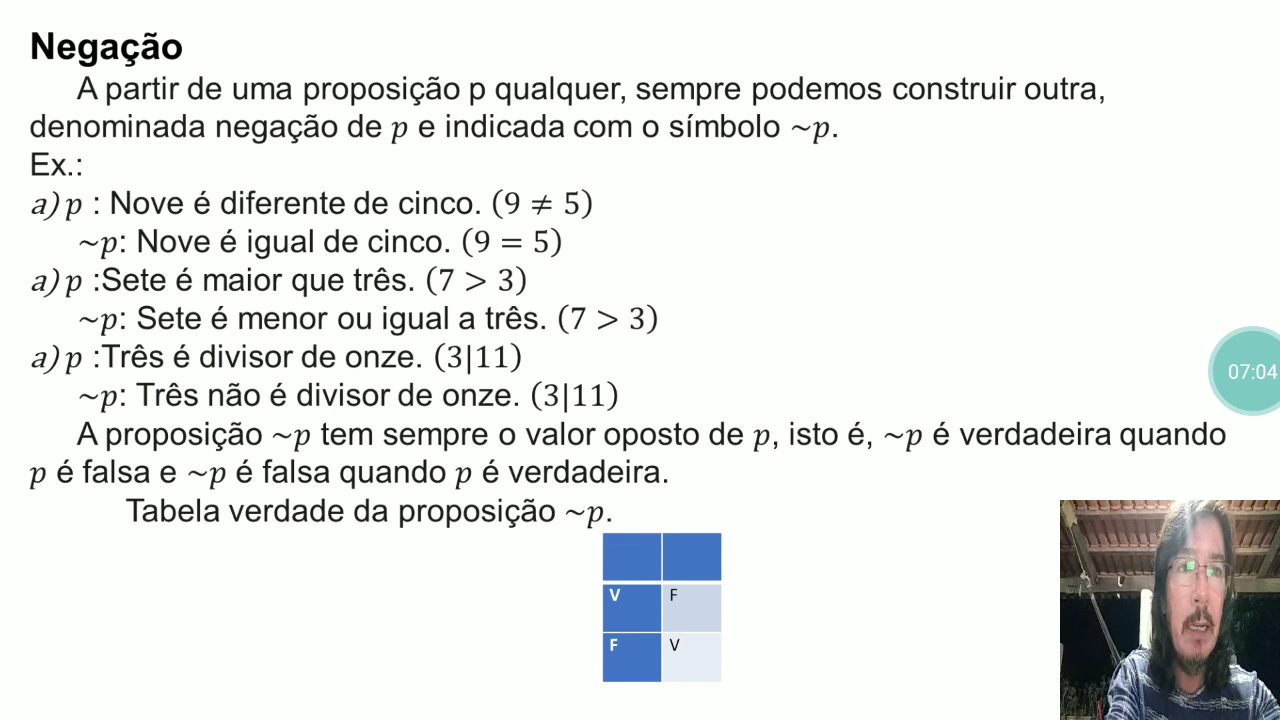 Negação
A partir de uma proposição p qualquer, sempre podemos construir outra,
denominada negação de p e indicada com o símbolo ~p.
Ex.:
a) p : Nove é diferente de cinco. (9 ≠ 5)
~p: Nove é igual de cinco. (9 = 5)
a) p :Sete é maior que três. (7 > 3)
~p: Sete é menor ou igual a três. (7 > 3)
a) p :Três é divisor de onze. (3|11)
~p: Três não é divisor de onze. (3|11)
A proposição ~p tem sempre o valor oposto de p, isto é, ~p é verdadeira quando
p é falsa e ~p é falsa quando p é verdadeira.
Tabela verdade da proposição ~p.
V F
F V
07:04